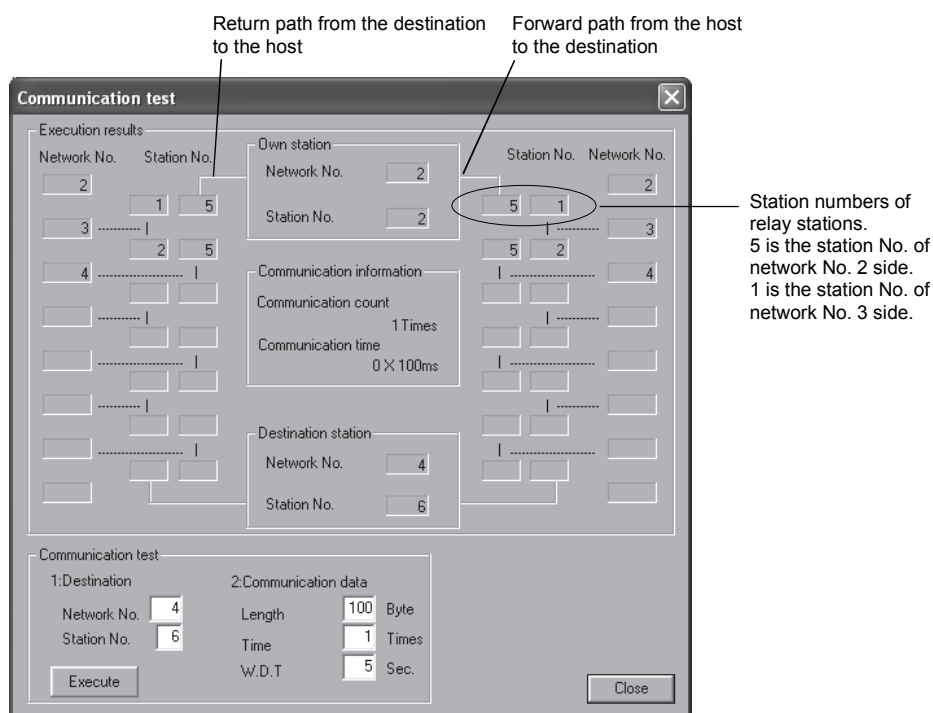 Return path from the destination
to the host
Forward path from the host
to the destination
Communication test
Execution results
Network No. Station No.
Own station
Network No. 2
Station No. 2
Station No. Network No.
2
1 5
5 1
2
3
3
2 5
5 2
4
4
Station numbers of
relay stations.
5 is the station No. of
network No. 2 side.
1 is the station No. of
network No. 3 side.
Communication information
Communication count
1 Times
Communication time
0 X 100ms
Destination station
Network No. 4
Station No. 6
Communication test
1:Destination
Network No. 4
Station No. 6
Execute
2:Communication data
Length 100 Byte
Time 1 Times
W.D.T 5 Sec.
Close